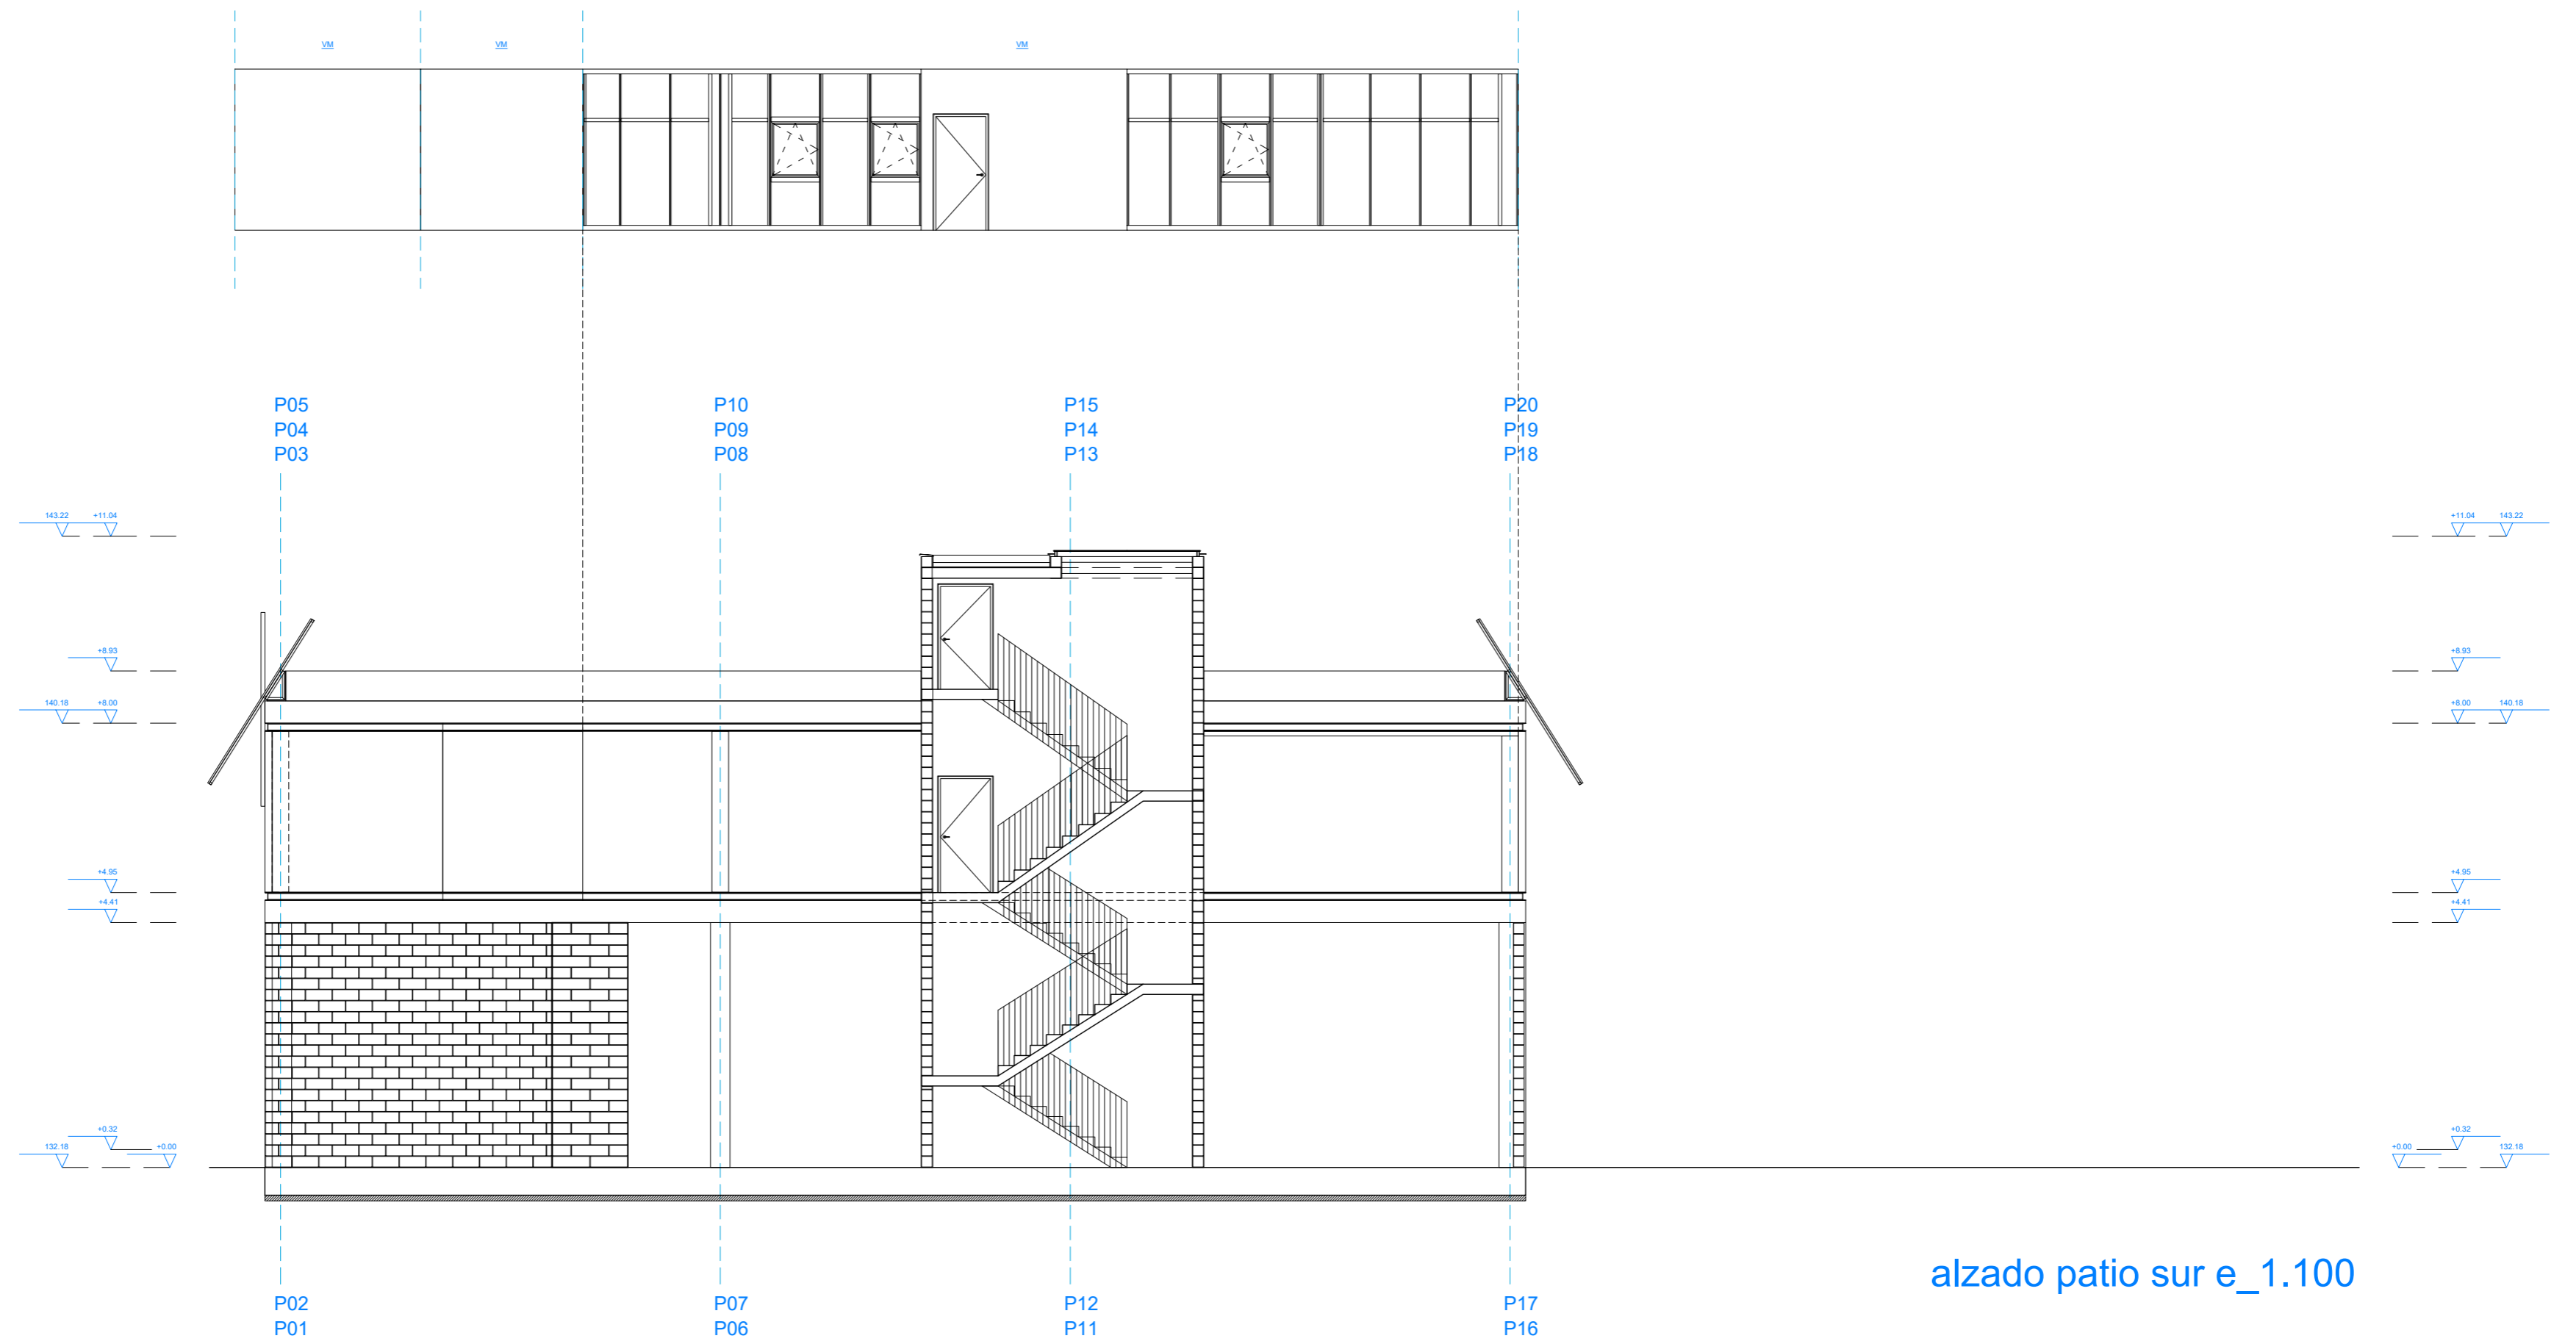 VM VM VM
P05 P10 P15 P20
P04 P09 P14 P19
P03 P08 P13 P18
143.22 +11.04 +11.04 143.22
+8.93 +8.93
140.18 +8.00 +8.00 140.18
+4.95 +4.95
+4.41 +4.41
+0.32 +0.32
132.18 +0.00 +0.00 132.18
alzado patio sur e_1.100
P02 P07 P12 P17
P01 P06 P11 P16